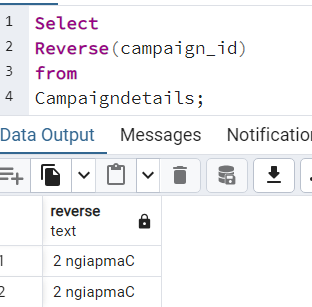 1 Select
2 Reverse(campaign_id)
3 from
4 Campaigndetails;
Data Output Messages
reverse
text
1 2 ngiapmaC
2 2 ngiapmaC